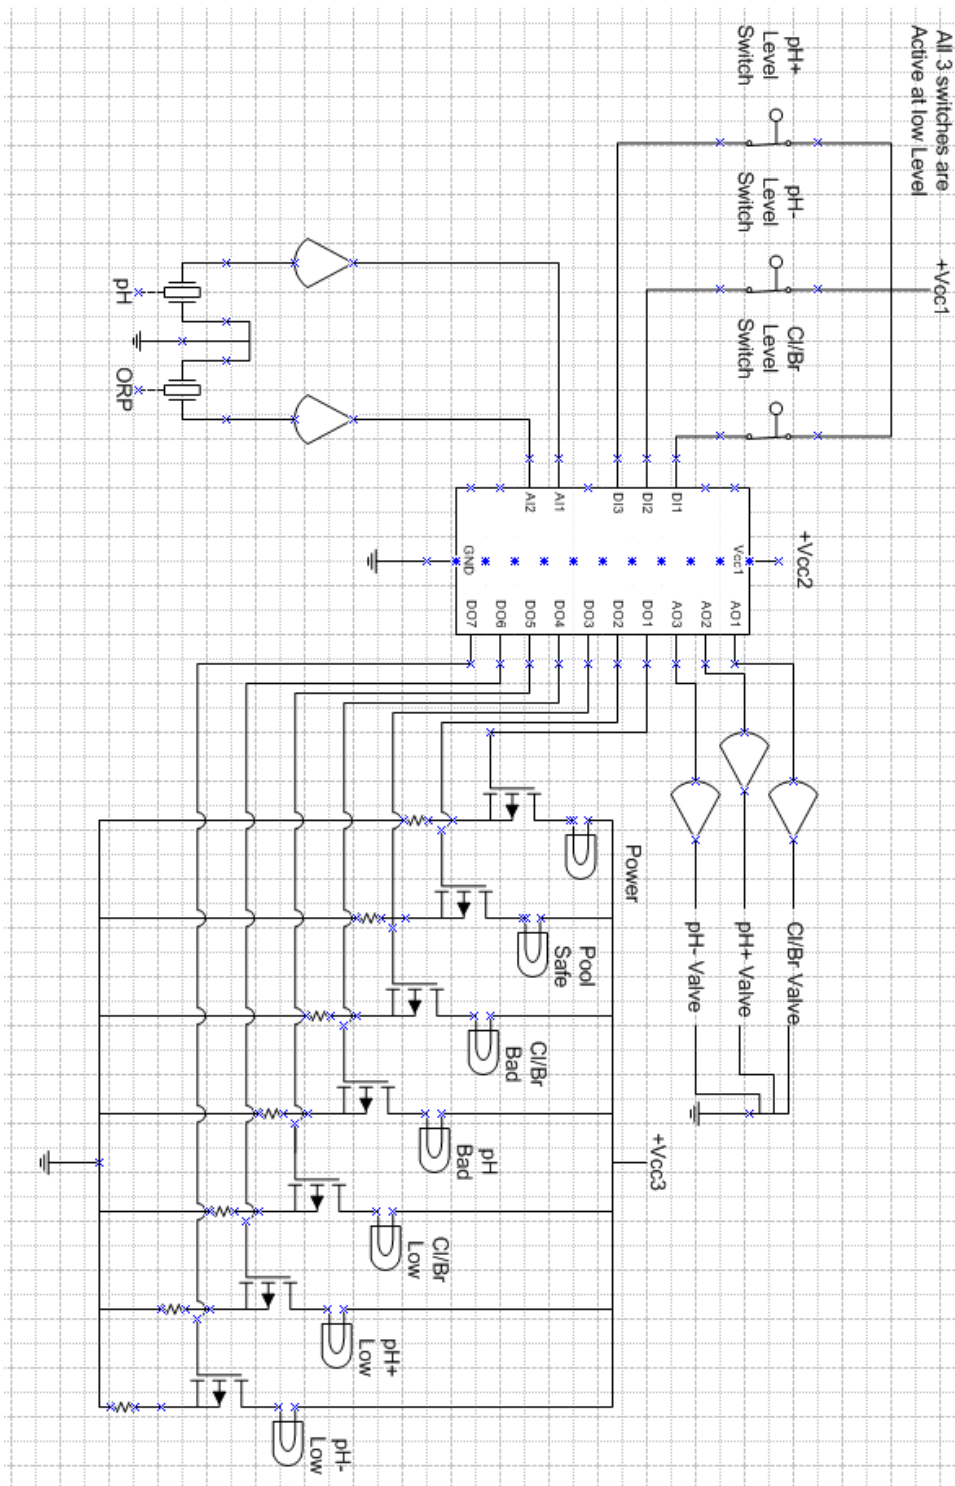 All 3 switches are
Active at low Level
pH+
Level
Switch
pH-
Level
Switch
Cl/Br
Level
Switch
+Vcc1
pH
ORP
+Vcc2
AI2
AI1
DI3
DI2
DI1
GND
Vcc1
DO7
DO6
DO5
DO4
DO3
DO2
DO1
AO3
AO2
AO1
Cl/Br Valve
pH+ Valve
pH- Valve
+Vcc3
Power
Pool
Safe
Cl/Br
Bad
pH
Bad
Cl/Br
Low
pH+
Low
pH-
Low